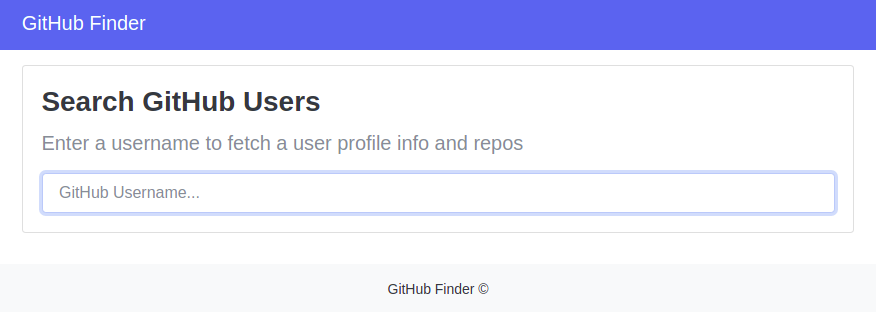 GitHub Finder
Search GitHub Users
Enter a username to fetch a user profile info and repos
GitHub Username...
GitHub Finder ©